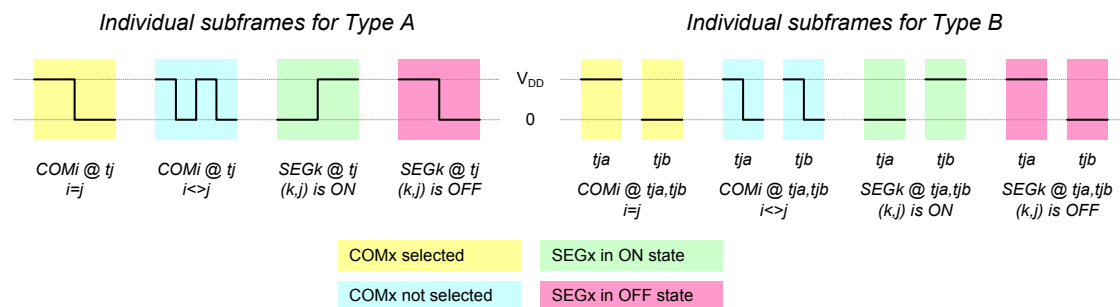 Individual subframes for Type A
Individual subframes for Type B
VDD
0
COMi @ tj
i=j
COMi @ tj
i<>j
SEGk @ tj
(k,j) is ON
SEGk @ tj
(k,j) is OFF
tja
tjb
tja
tjb
tja
tjb
tja
tjb
COMi @ tja,tjb
i=j
COMi @ tja,tjb
i<>j
SEGk @ tja,tjb
(k,j) is ON
SEGk @ tja,tjb
(k,j) is OFF
COMx selected
SEGx in ON state
COMx not selected
SEGx in OFF state